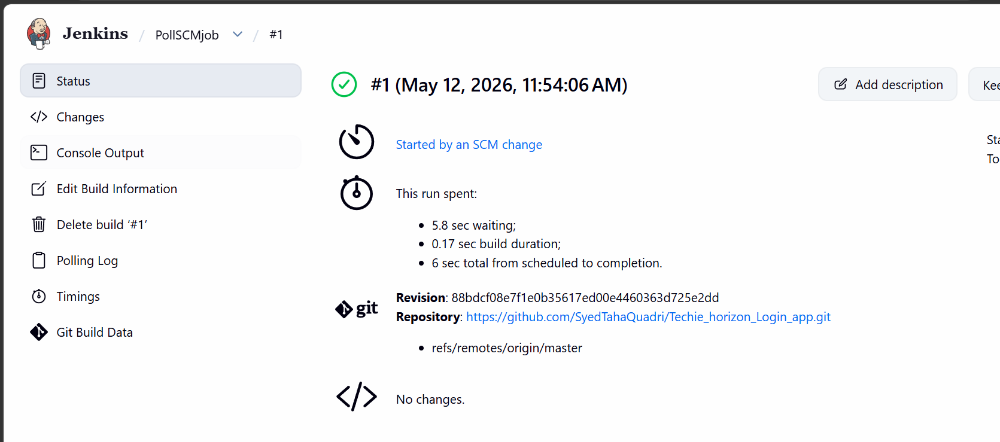 Jenkins / PollSCMjob / #1
Status
Changes
Console Output
Edit Build Information
Delete build ‘#1’
Polling Log
Timings
Git Build Data
#1 (May 12, 2026, 11:54:06 AM)
Add description
Started by an SCM change
This run spent:
5.8 sec waiting;
0.17 sec build duration;
6 sec total from scheduled to completion.
git
Revision: 88bdcf08e7f1e0b35617ed00e4460363d725e2dd
Repository: https://github.com/SyedTahaQuadri/Techie_horizon_Login_app.git
refs/remotes/origin/master
No changes.